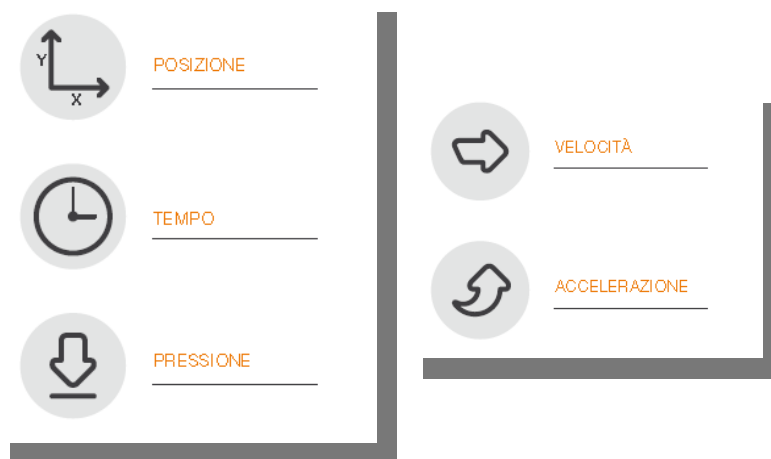 Y
X
POSIZIONE
TEMPO
PRESSIONE
VELOCITÀ
ACCELERAZIONE